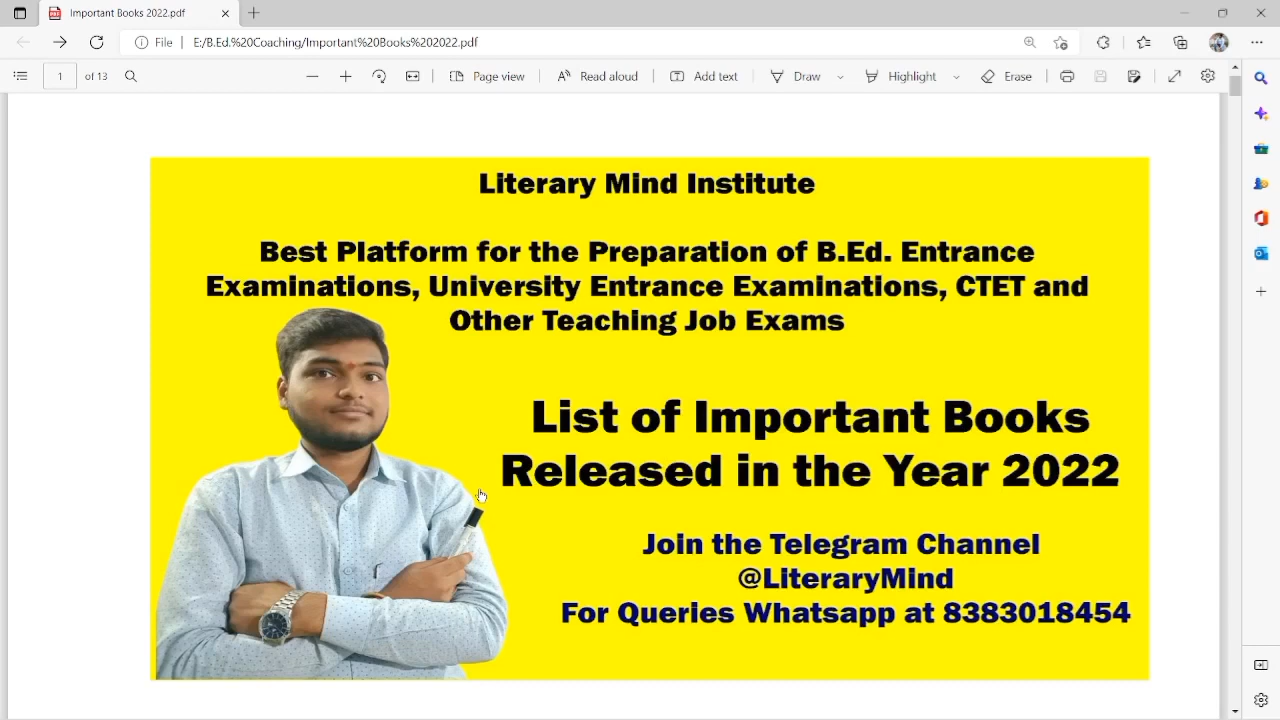 Important Books 2022.pdf
File
E:/B.Ed.%20Coaching/Important%20Books%202022.pdf
1 of 13
Page view
Read aloud
Add text
Draw
Highlight
Erase
Literary Mind Institute
Best Platform for the Preparation of B.Ed. Entrance
Examinations, University Entrance Examinations, CTET and
Other Teaching Job Exams
List of Important Books
Released in the Year 2022
Join the Telegram Channel
@LiteraryMind
For Queries Whatsapp at 8383018454